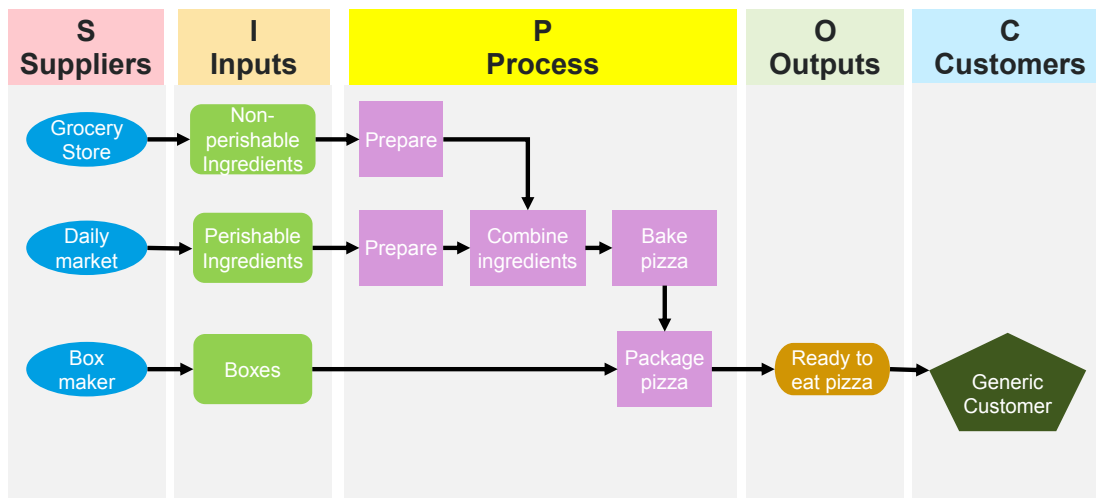 S
Suppliers
I
Inputs
P
Process
O
Outputs
C
Customers
Grocery
Store
Non-
perishable
Ingredients
Prepare
Daily
market
Perishable
Ingredients
Prepare
Combine
ingredients
Bake
pizza
Box
maker
Boxes
Package
pizza
Ready to
eat pizza
Generic
Customer